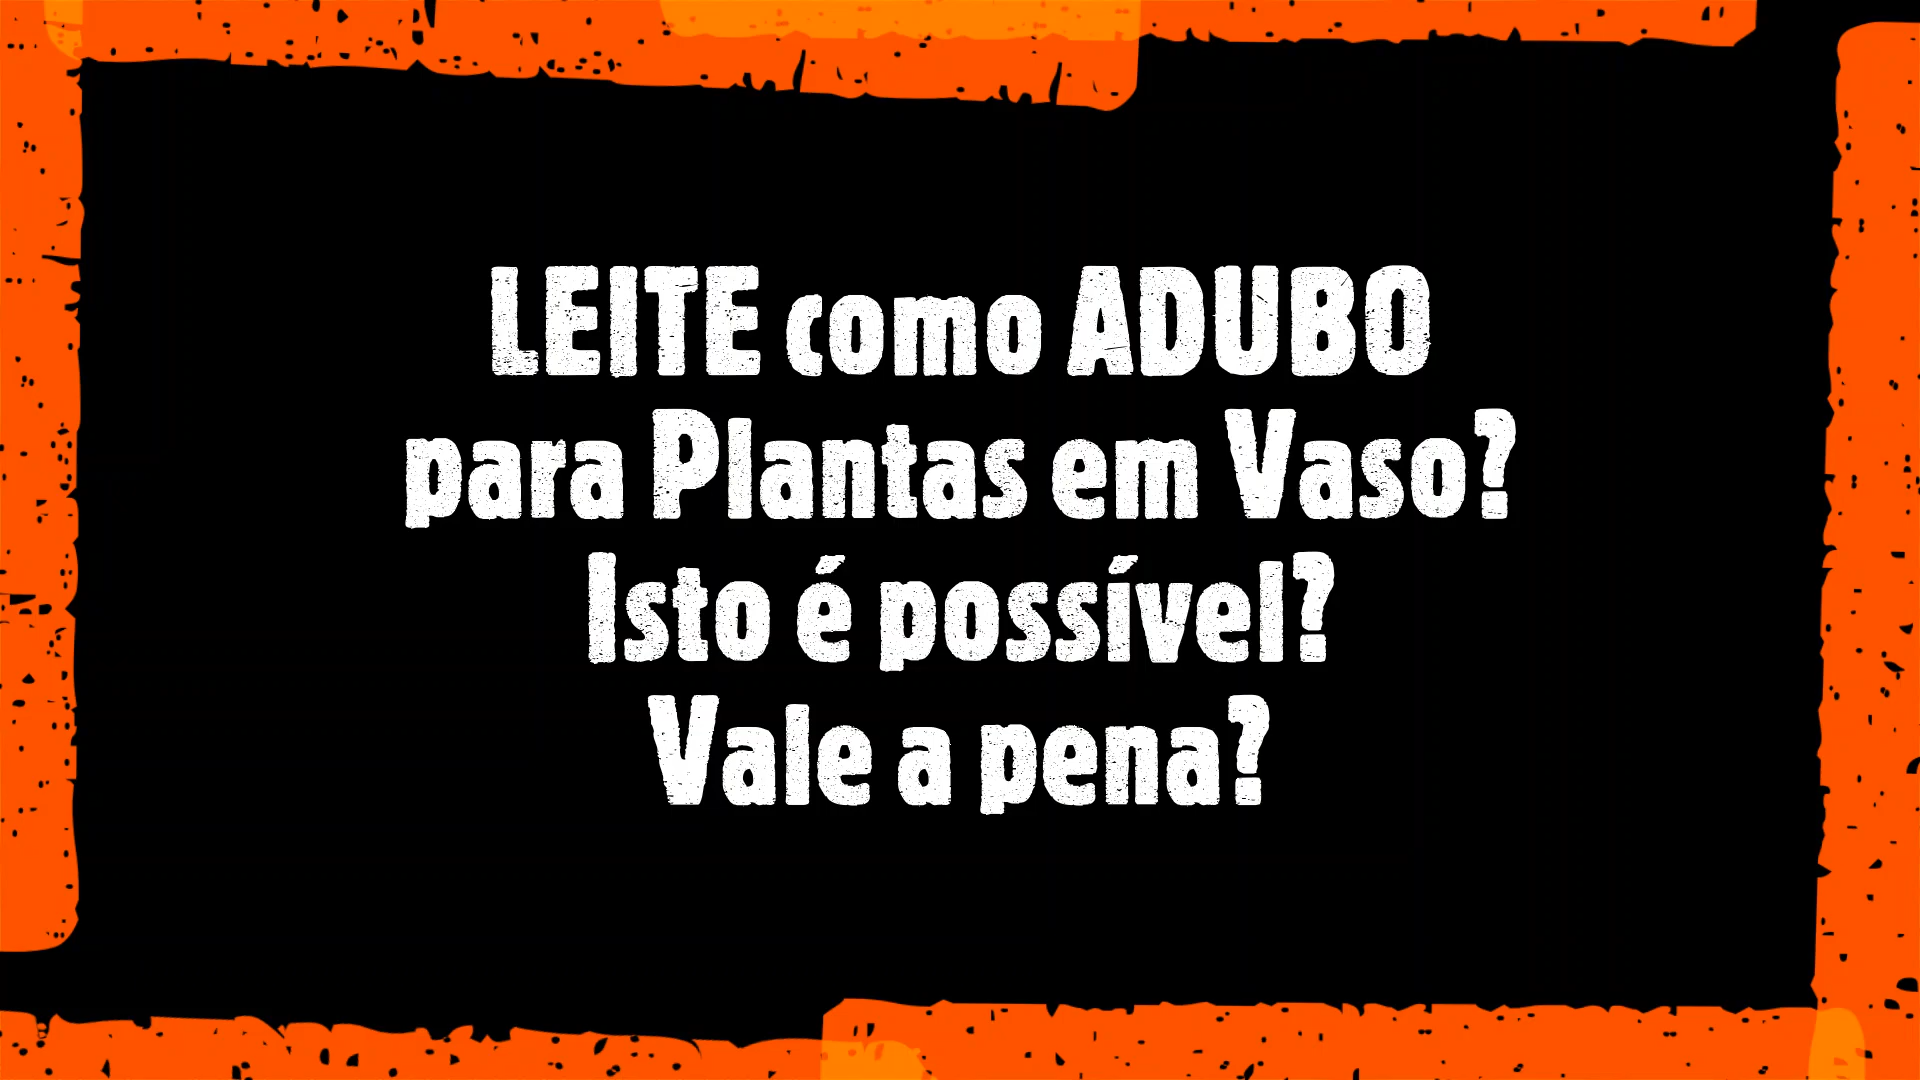 LEITE como ADUBO
para Plantas em Vaso?
Isto é possível?
Vale a pena?